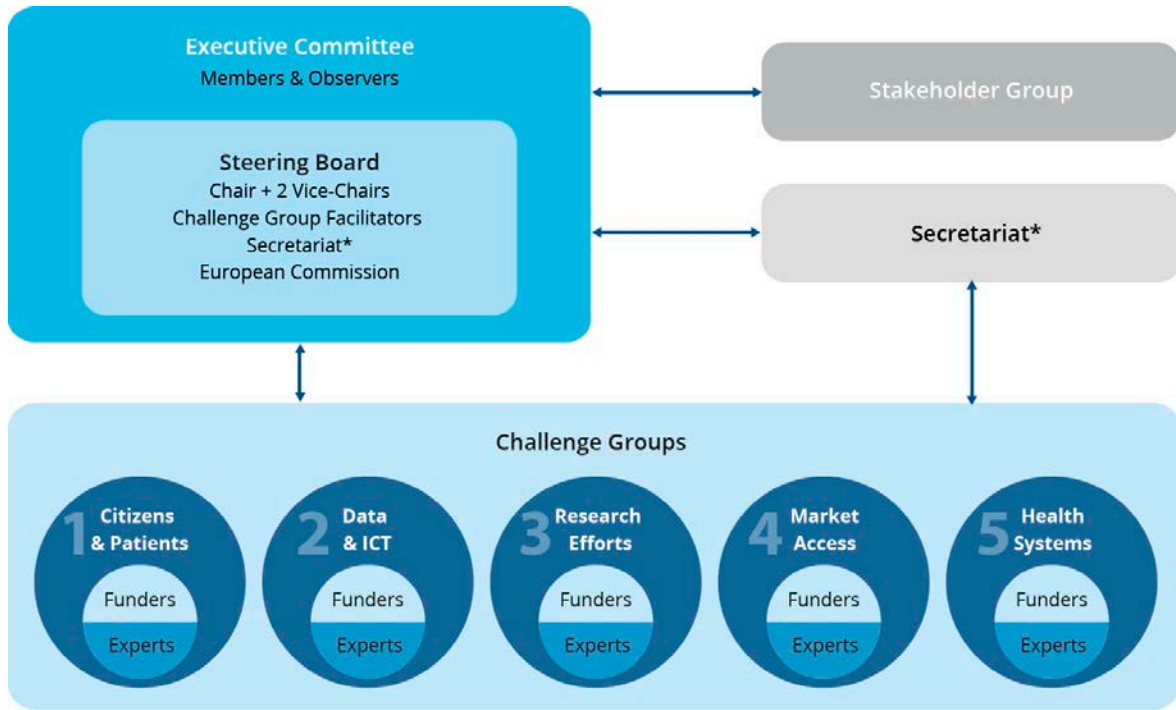 Executive Committee
Members & Observers
Steering Board
Chair + 2 Vice-Chairs
Challenge Group Facilitators
Secretariat*
European Commission
Stakeholder Group
Secretariat*
Challenge Groups
1 Citizens
& Patients
Funders
Experts
2 Data
& ICT
Funders
Experts
3 Research
Efforts
Funders
Experts
4 Market
Access
Funders
Experts
5 Health
Systems
Funders
Experts